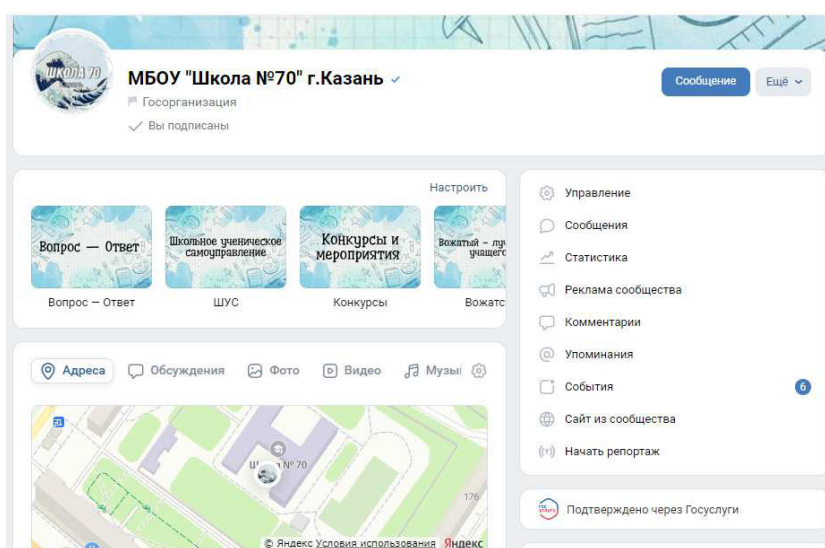 ШКОЛА 70
МБОУ "Школа №70" г.Казань
Госорганизация
Вы подписаны
Сообщение
Ещё
Настроить
Вопрос — Ответ
Школьное ученическое
самоуправление
Конкурсы и
мероприятия
Вожатый –
Вопрос — Ответ
ШУС
Конкурсы
Адреса
Обсуждения
Фото
Видео
№ 70
176
© Яндекс Условия использования Яндекс
Управление
Сообщения
Статистика
Реклама сообщества
Комментарии
Упоминания
События
6
Сайт из сообщества
Начать репортаж
Подтверждено через Госуслуги